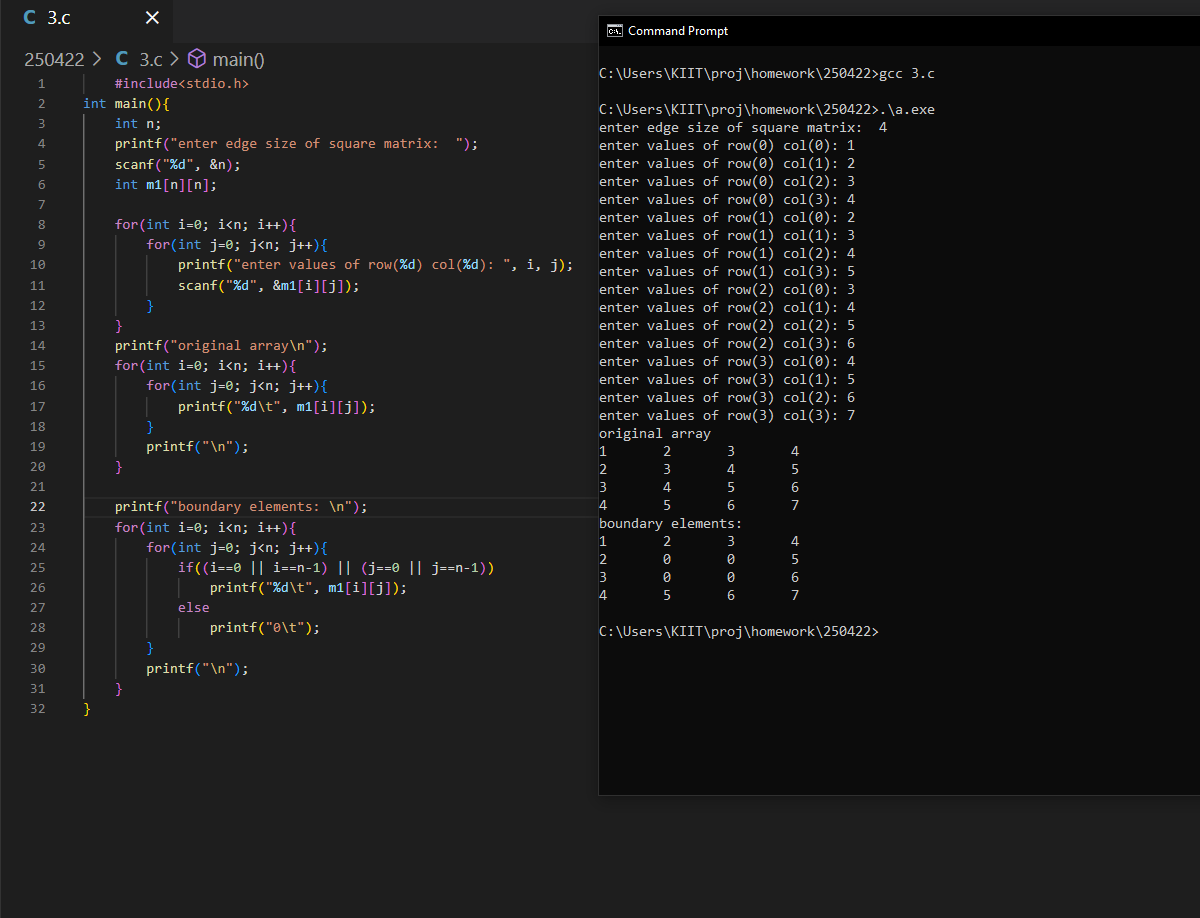 C 3.c ×
250422 > C 3.c > main()
1 #include<stdio.h>
2 int main(){
3 int n;
4 printf("enter edge size of square matrix:  ");
5 scanf("%d", &n);
6 int m1[n][n];
7
8 for(int i=0; i<n; i++){
9 for(int j=0; j<n; j++){
10 printf("enter values of row(%d) col(%d): ", i, j);
11 scanf("%d", &m1[i][j]);
12 }
13 }
14 printf("original array\n");
15 for(int i=0; i<n; i++){
16 for(int j=0; j<n; j++){
17 printf("%d\t", m1[i][j]);
18 }
19 printf("\n");
20 }
21
22 printf("boundary elements: \n");
23 for(int i=0; i<n; i++){
24 for(int j=0; j<n; j++){
25 if((i==0 || i==n-1) || (j==0 || j==n-1))
26 printf("%d\t", m1[i][j]);
27 else
28 printf("0\t");
29 }
30 printf("\n");
31 }
32 }
Command Prompt
C:\Users\KIIT\proj\homework\250422>gcc 3.c
C:\Users\KIIT\proj\homework\250422>.\a.exe
enter edge size of square matrix:  4
enter values of row(0) col(0): 1
enter values of row(0) col(1): 2
enter values of row(0) col(2): 3
enter values of row(0) col(3): 4
enter values of row(1) col(0): 2
enter values of row(1) col(1): 3
enter values of row(1) col(2): 4
enter values of row(1) col(3): 5
enter values of row(2) col(0): 3
enter values of row(2) col(1): 4
enter values of row(2) col(2): 5
enter values of row(2) col(3): 6
enter values of row(3) col(0): 4
enter values of row(3) col(1): 5
enter values of row(3) col(2): 6
enter values of row(3) col(3): 7
original array
1 2 3 4
2 3 4 5
3 4 5 6
4 5 6 7
boundary elements:
1 2 3 4
2 0 0 5
3 0 0 6
4 5 6 7
C:\Users\KIIT\proj\homework\250422>